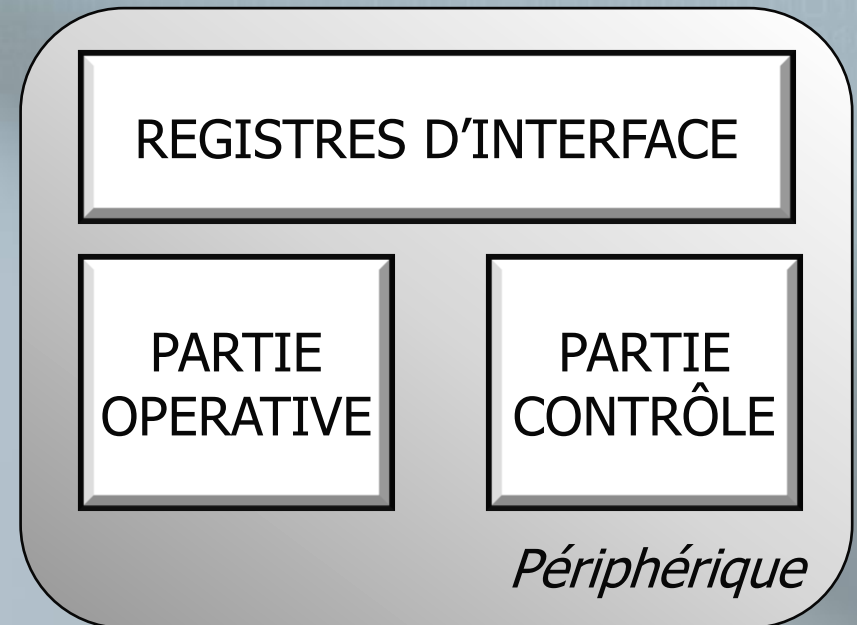 REGISTRES D’INTERFACE
PARTIE
OPERATIVE
PARTIE
CONTRÔLE
Périphérique